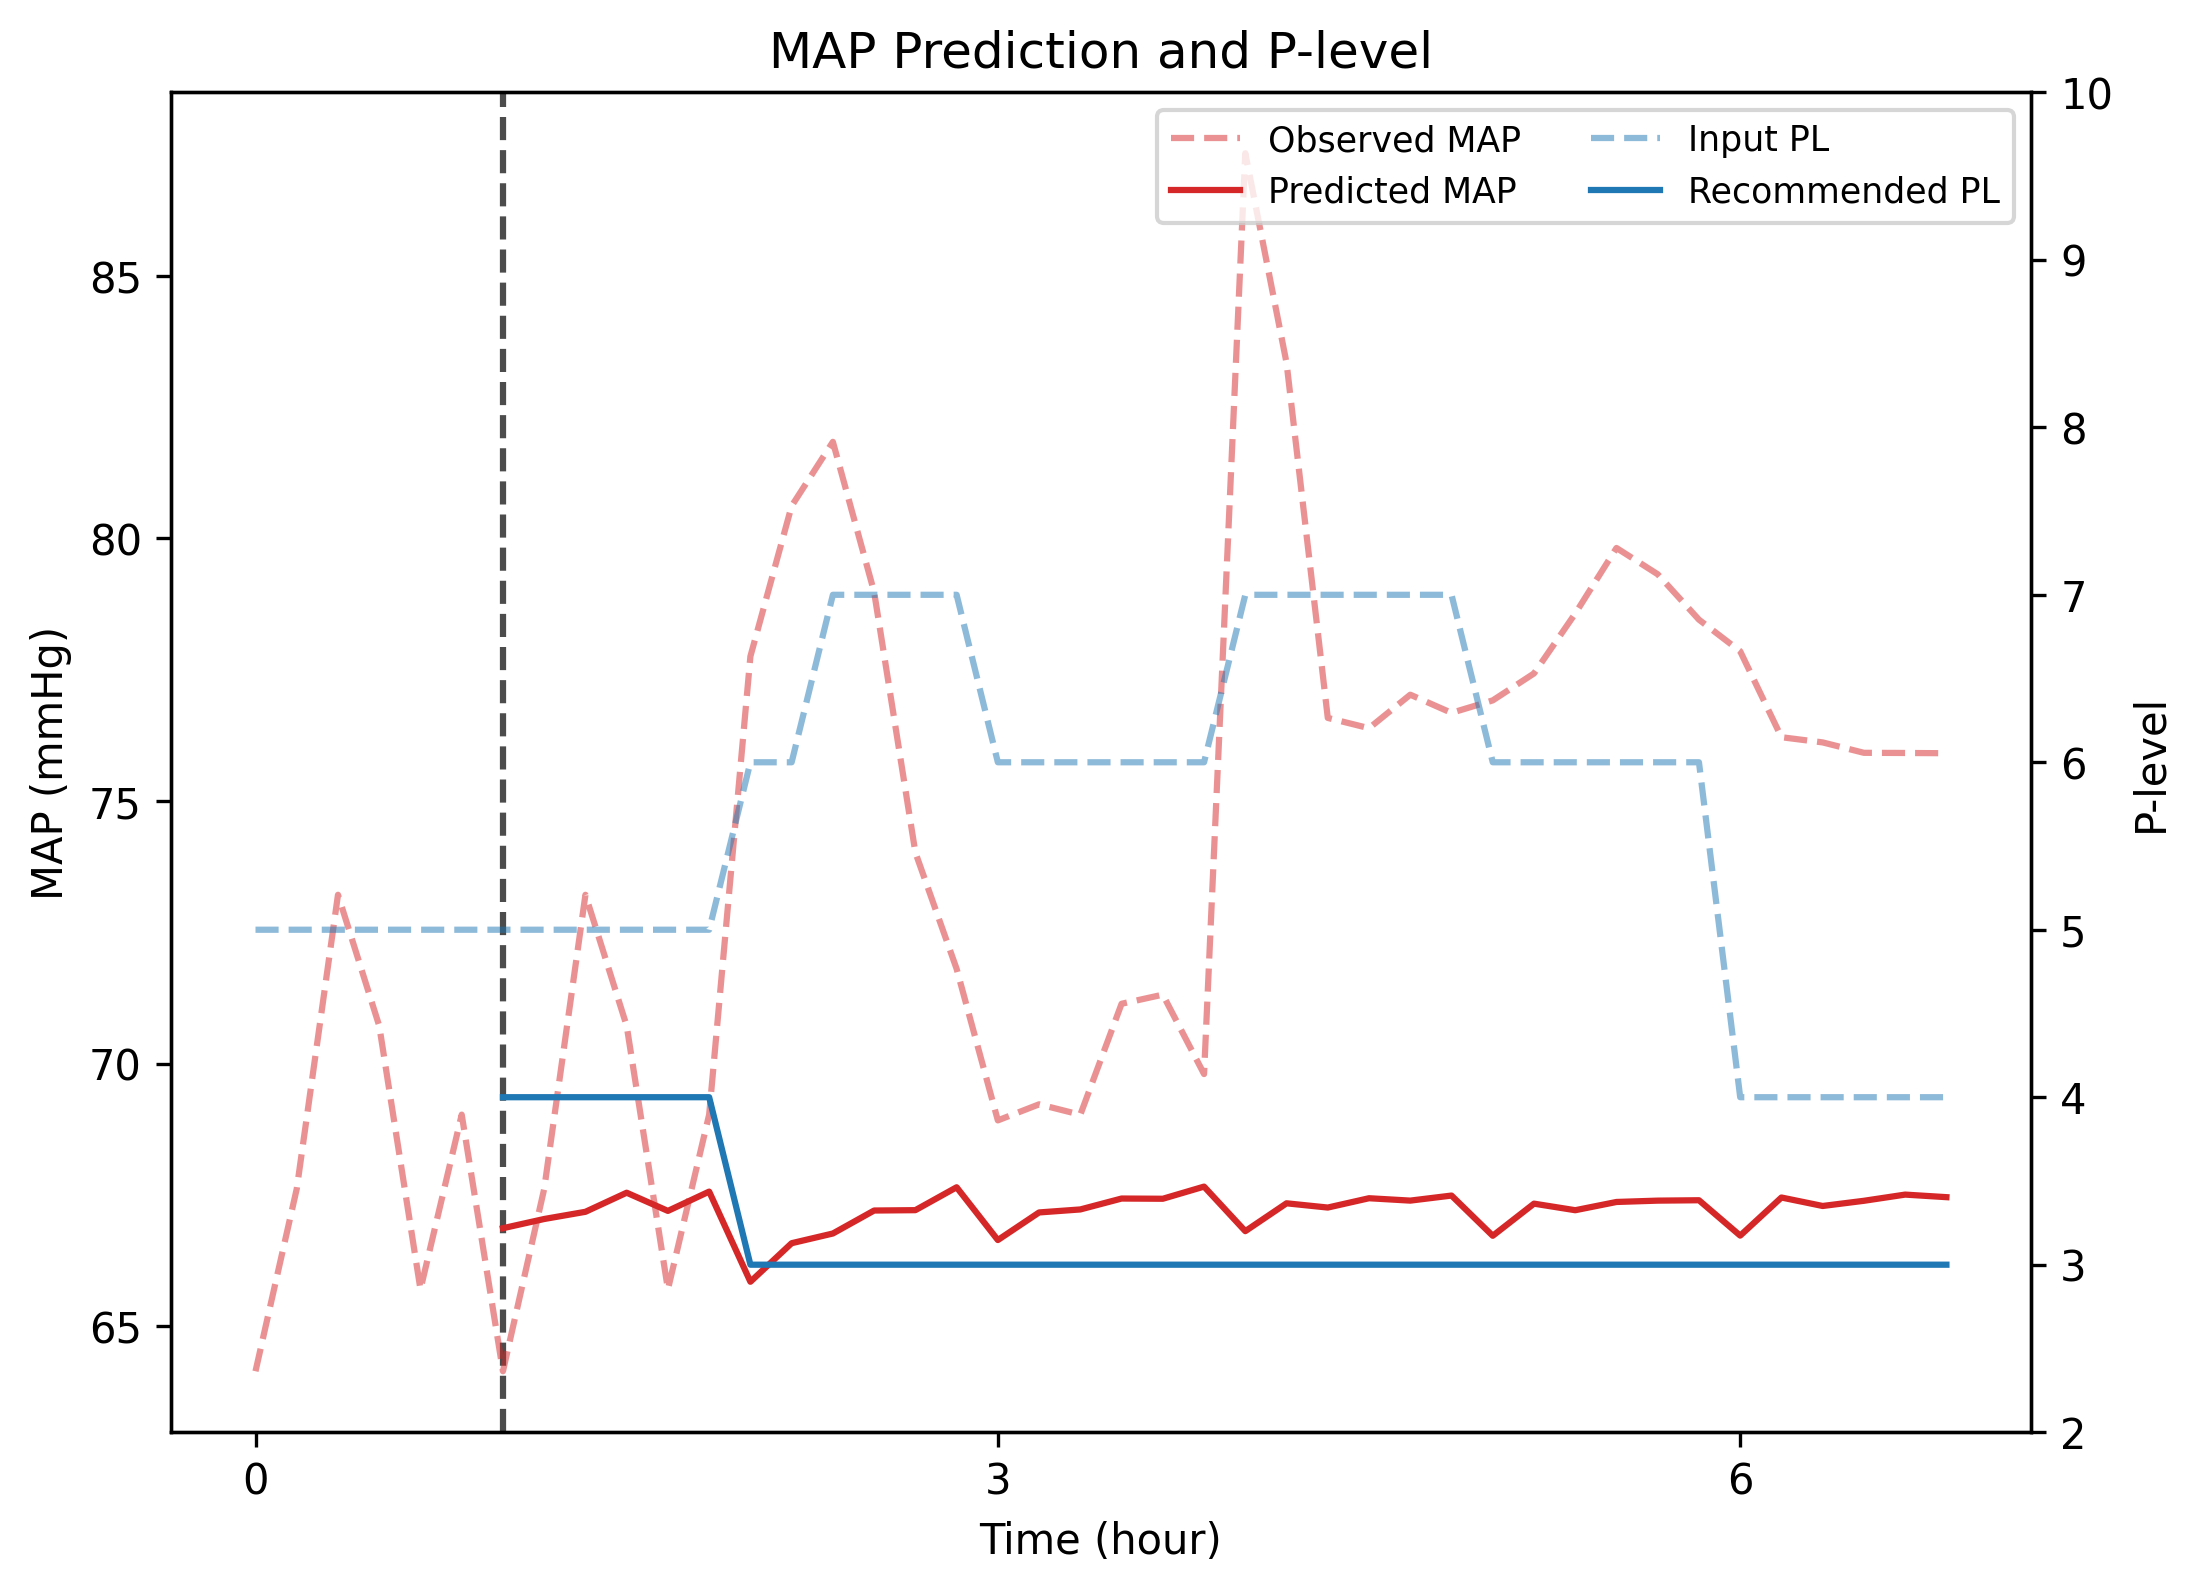 MAP Prediction and P-level
Observed MAP
Predicted MAP
Input PL
Recommended PL
MAP (mmHg)
85
80
75
70
65
P-level
10
9
8
7
6
5
4
3
2
0
3
6
Time (hour)